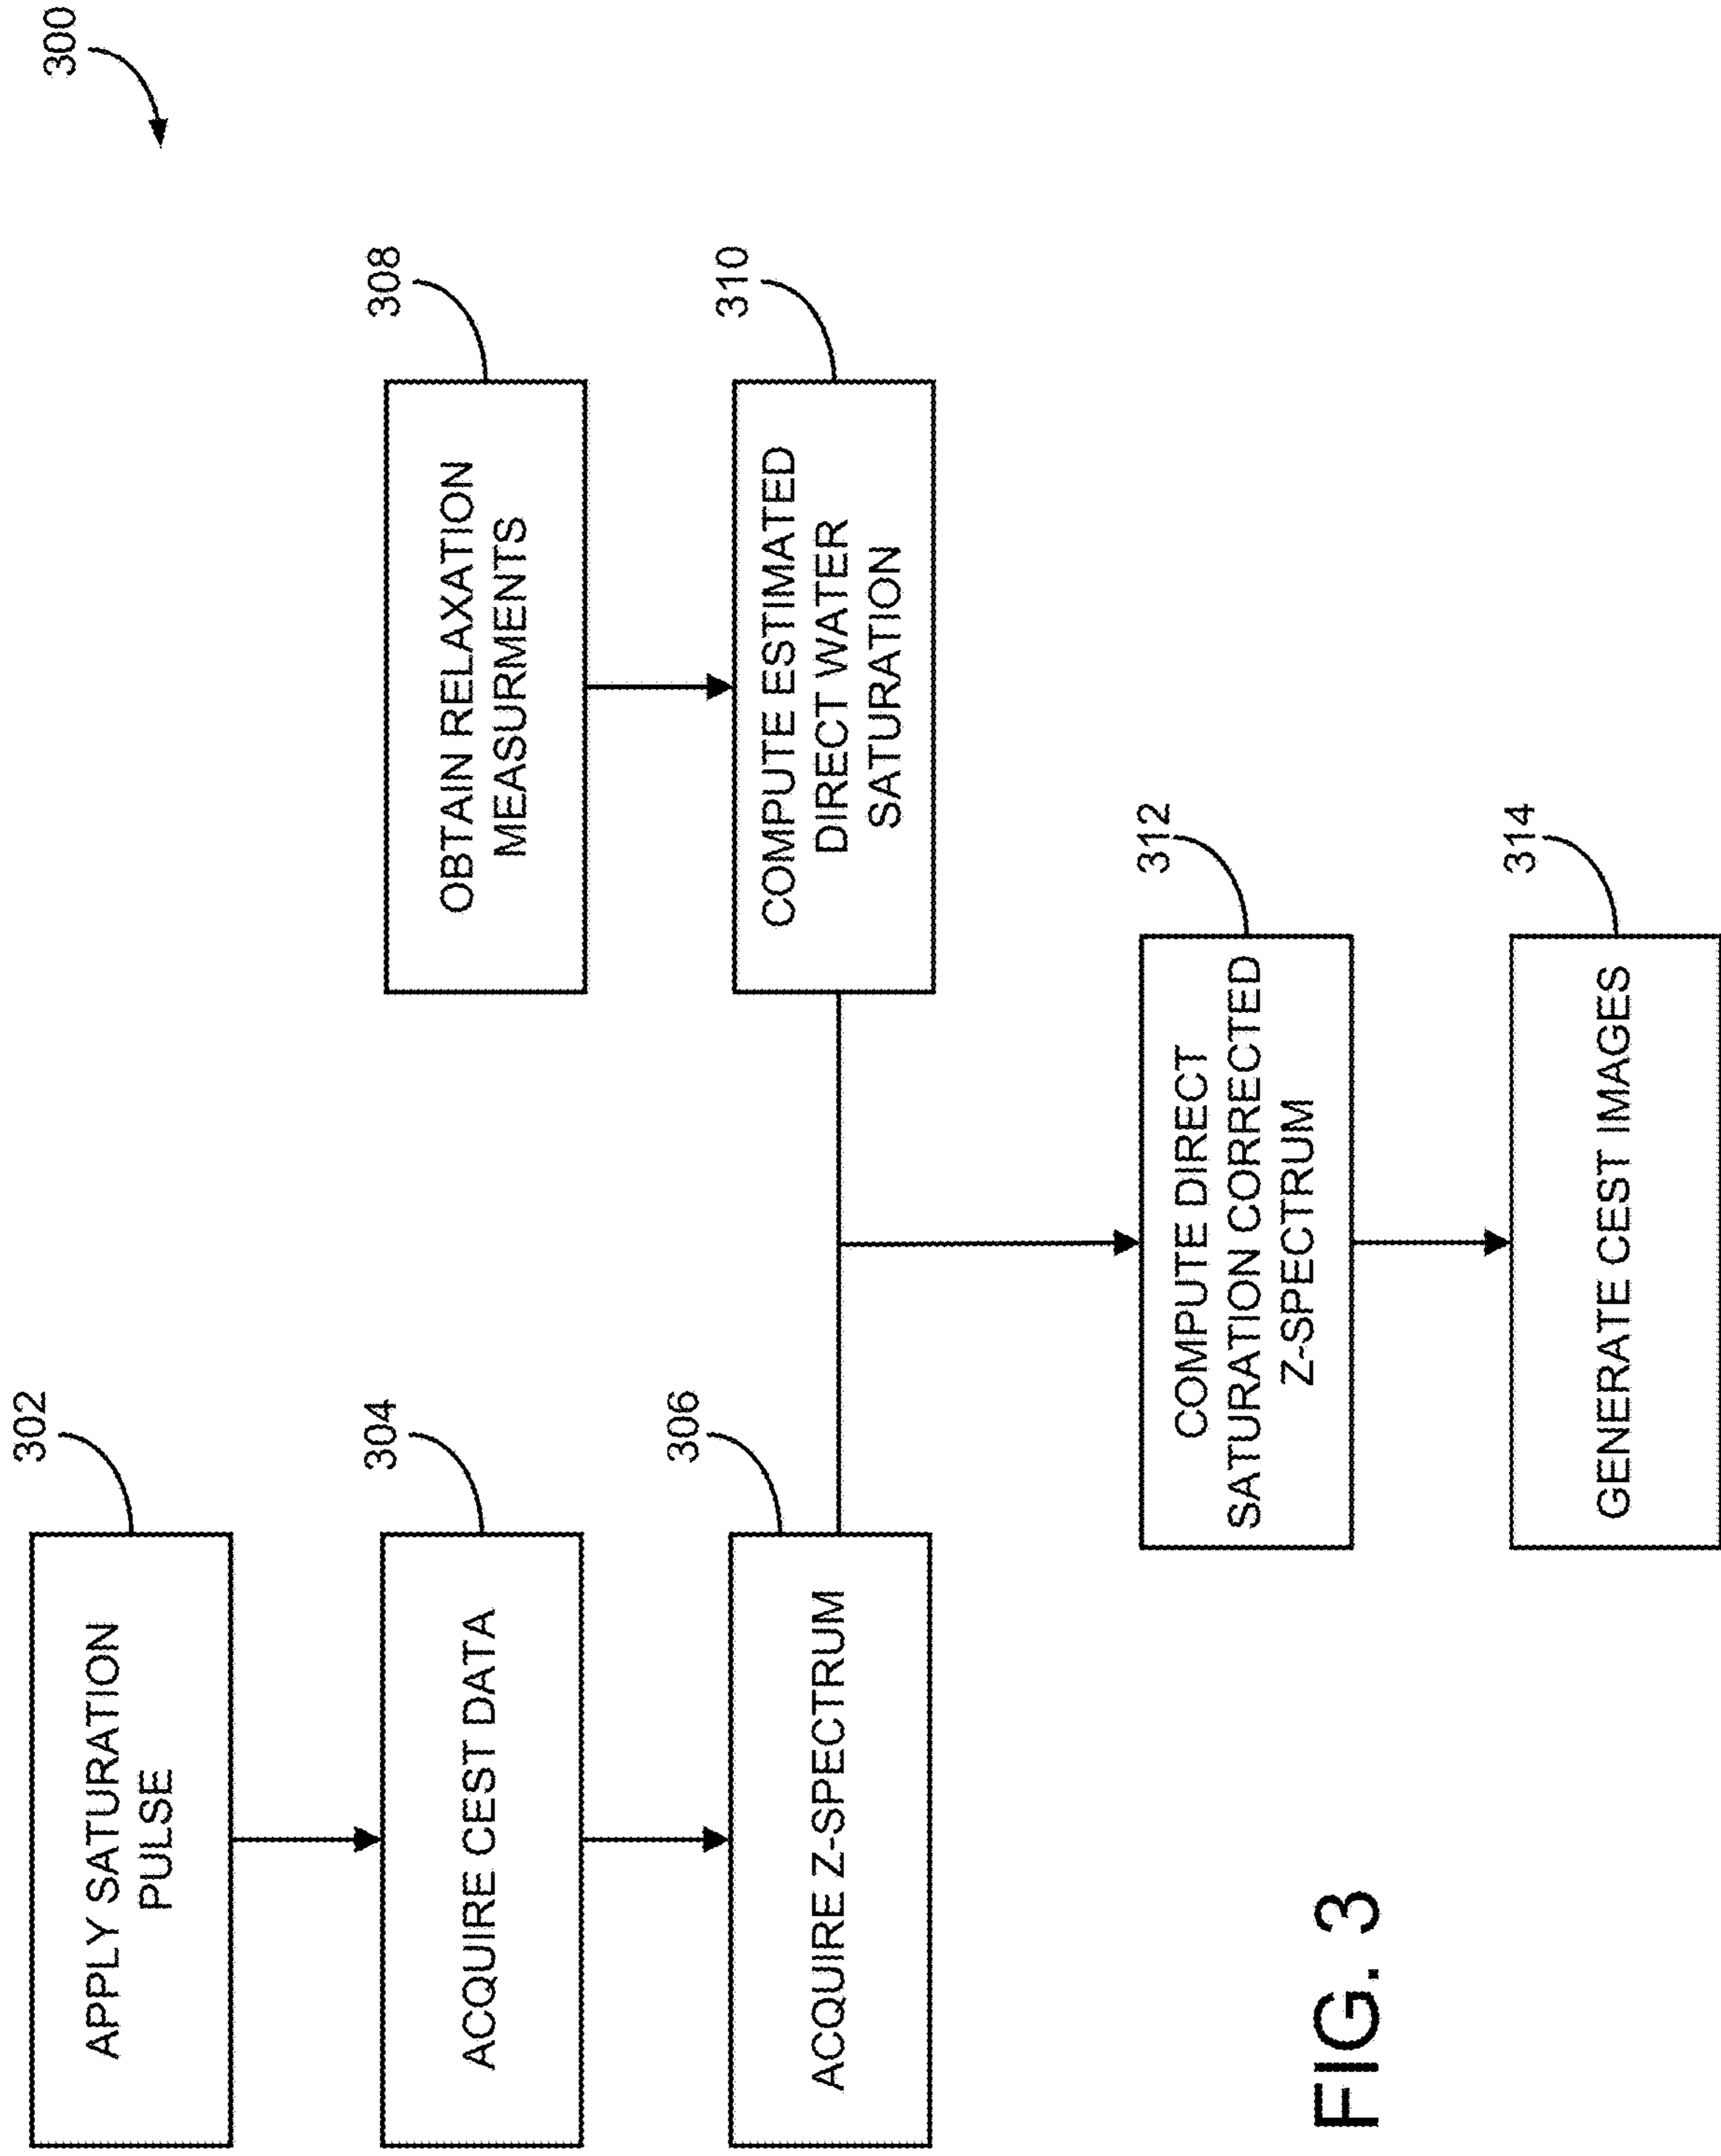 300
302
APPLY SATURATION
PULSE
304
ACQUIRE CEST DATA
306
ACQUIRE Z-SPECTRUM
308
OBTAIN RELAXATION
MEASURMENTS
310
COMPUTE ESTIMATED
DIRECT WATER
SATURATION
312
COMPUTE DIRECT
SATURATION CORRECTED
Z-SPECTRUM
314
GENERATE CEST IMAGES
FIG. 3